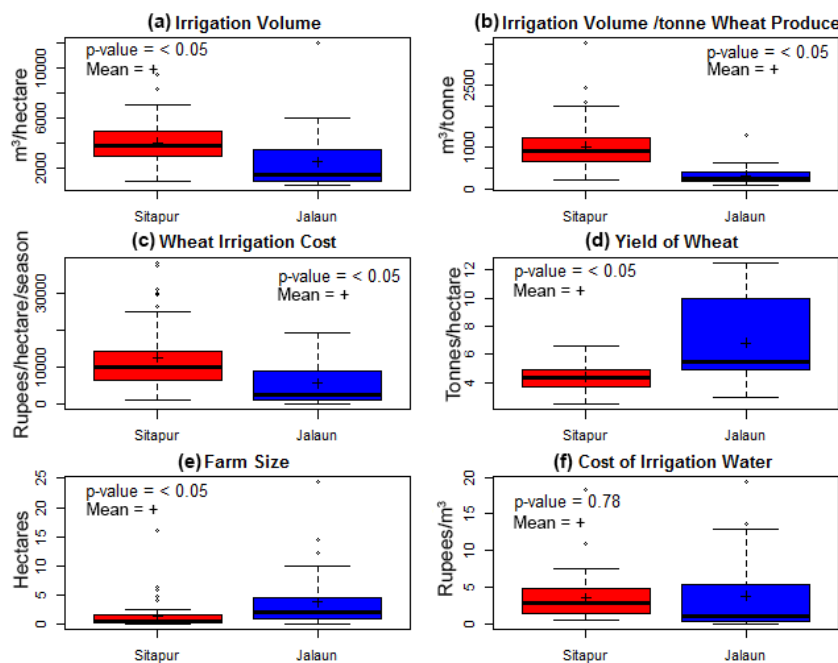 (a) Irrigation Volume
p-value = < 0.05
Mean = +
m³/hectare
10000
6000
2000
Sitapur Jalaun
(b) Irrigation Volume /tonne Wheat Produce
p-value = < 0.05
Mean = +
m³/tonne
2500
1000
0
Sitapur Jalaun
(c) Wheat Irrigation Cost
p-value = < 0.05
Mean = +
Rupees/hectare/season
30000
10000
0
Sitapur Jalaun
(d) Yield of Wheat
p-value = < 0.05
Mean = +
Tonnes/hectare
12
10
8
6
4
Sitapur Jalaun
(e) Farm Size
p-value = < 0.05
Mean = +
Hectares
25
20
15
10
5
0
Sitapur Jalaun
(f) Cost of Irrigation Water
p-value = 0.78
Mean = +
Rupees/m³
20
15
10
5
0
Sitapur Jalaun